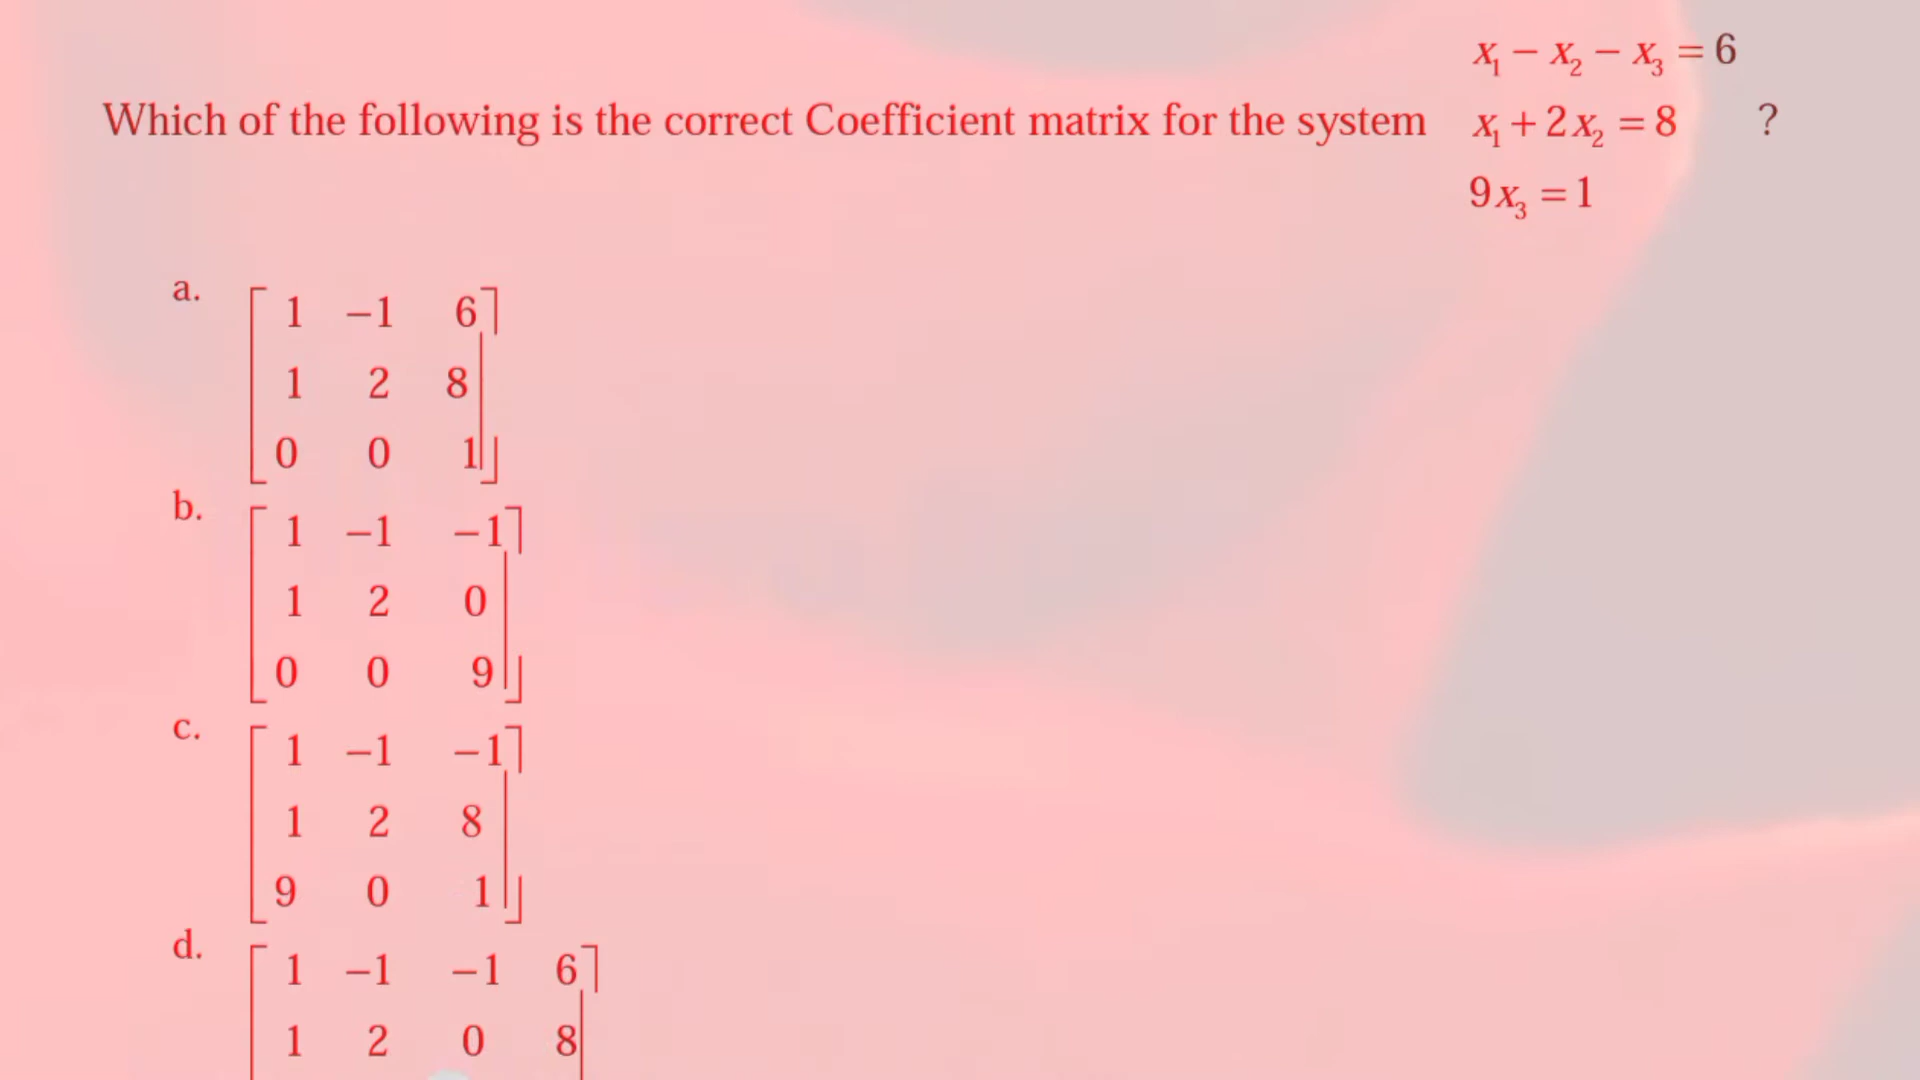 x₁ − x₂ − x₃ = 6
Which of the following is the correct Coefficient matrix for the system x₁ + 2x₂ = 8 ?
9x₃ = 1
a.
1 −1 6
1 2 8
0 0 1
b.
1 −1 −1
1 2 0
0 0 9
c.
1 −1 −1
1 2 8
9 0 1
d.
1 −1 −1 6
1 2 0 8